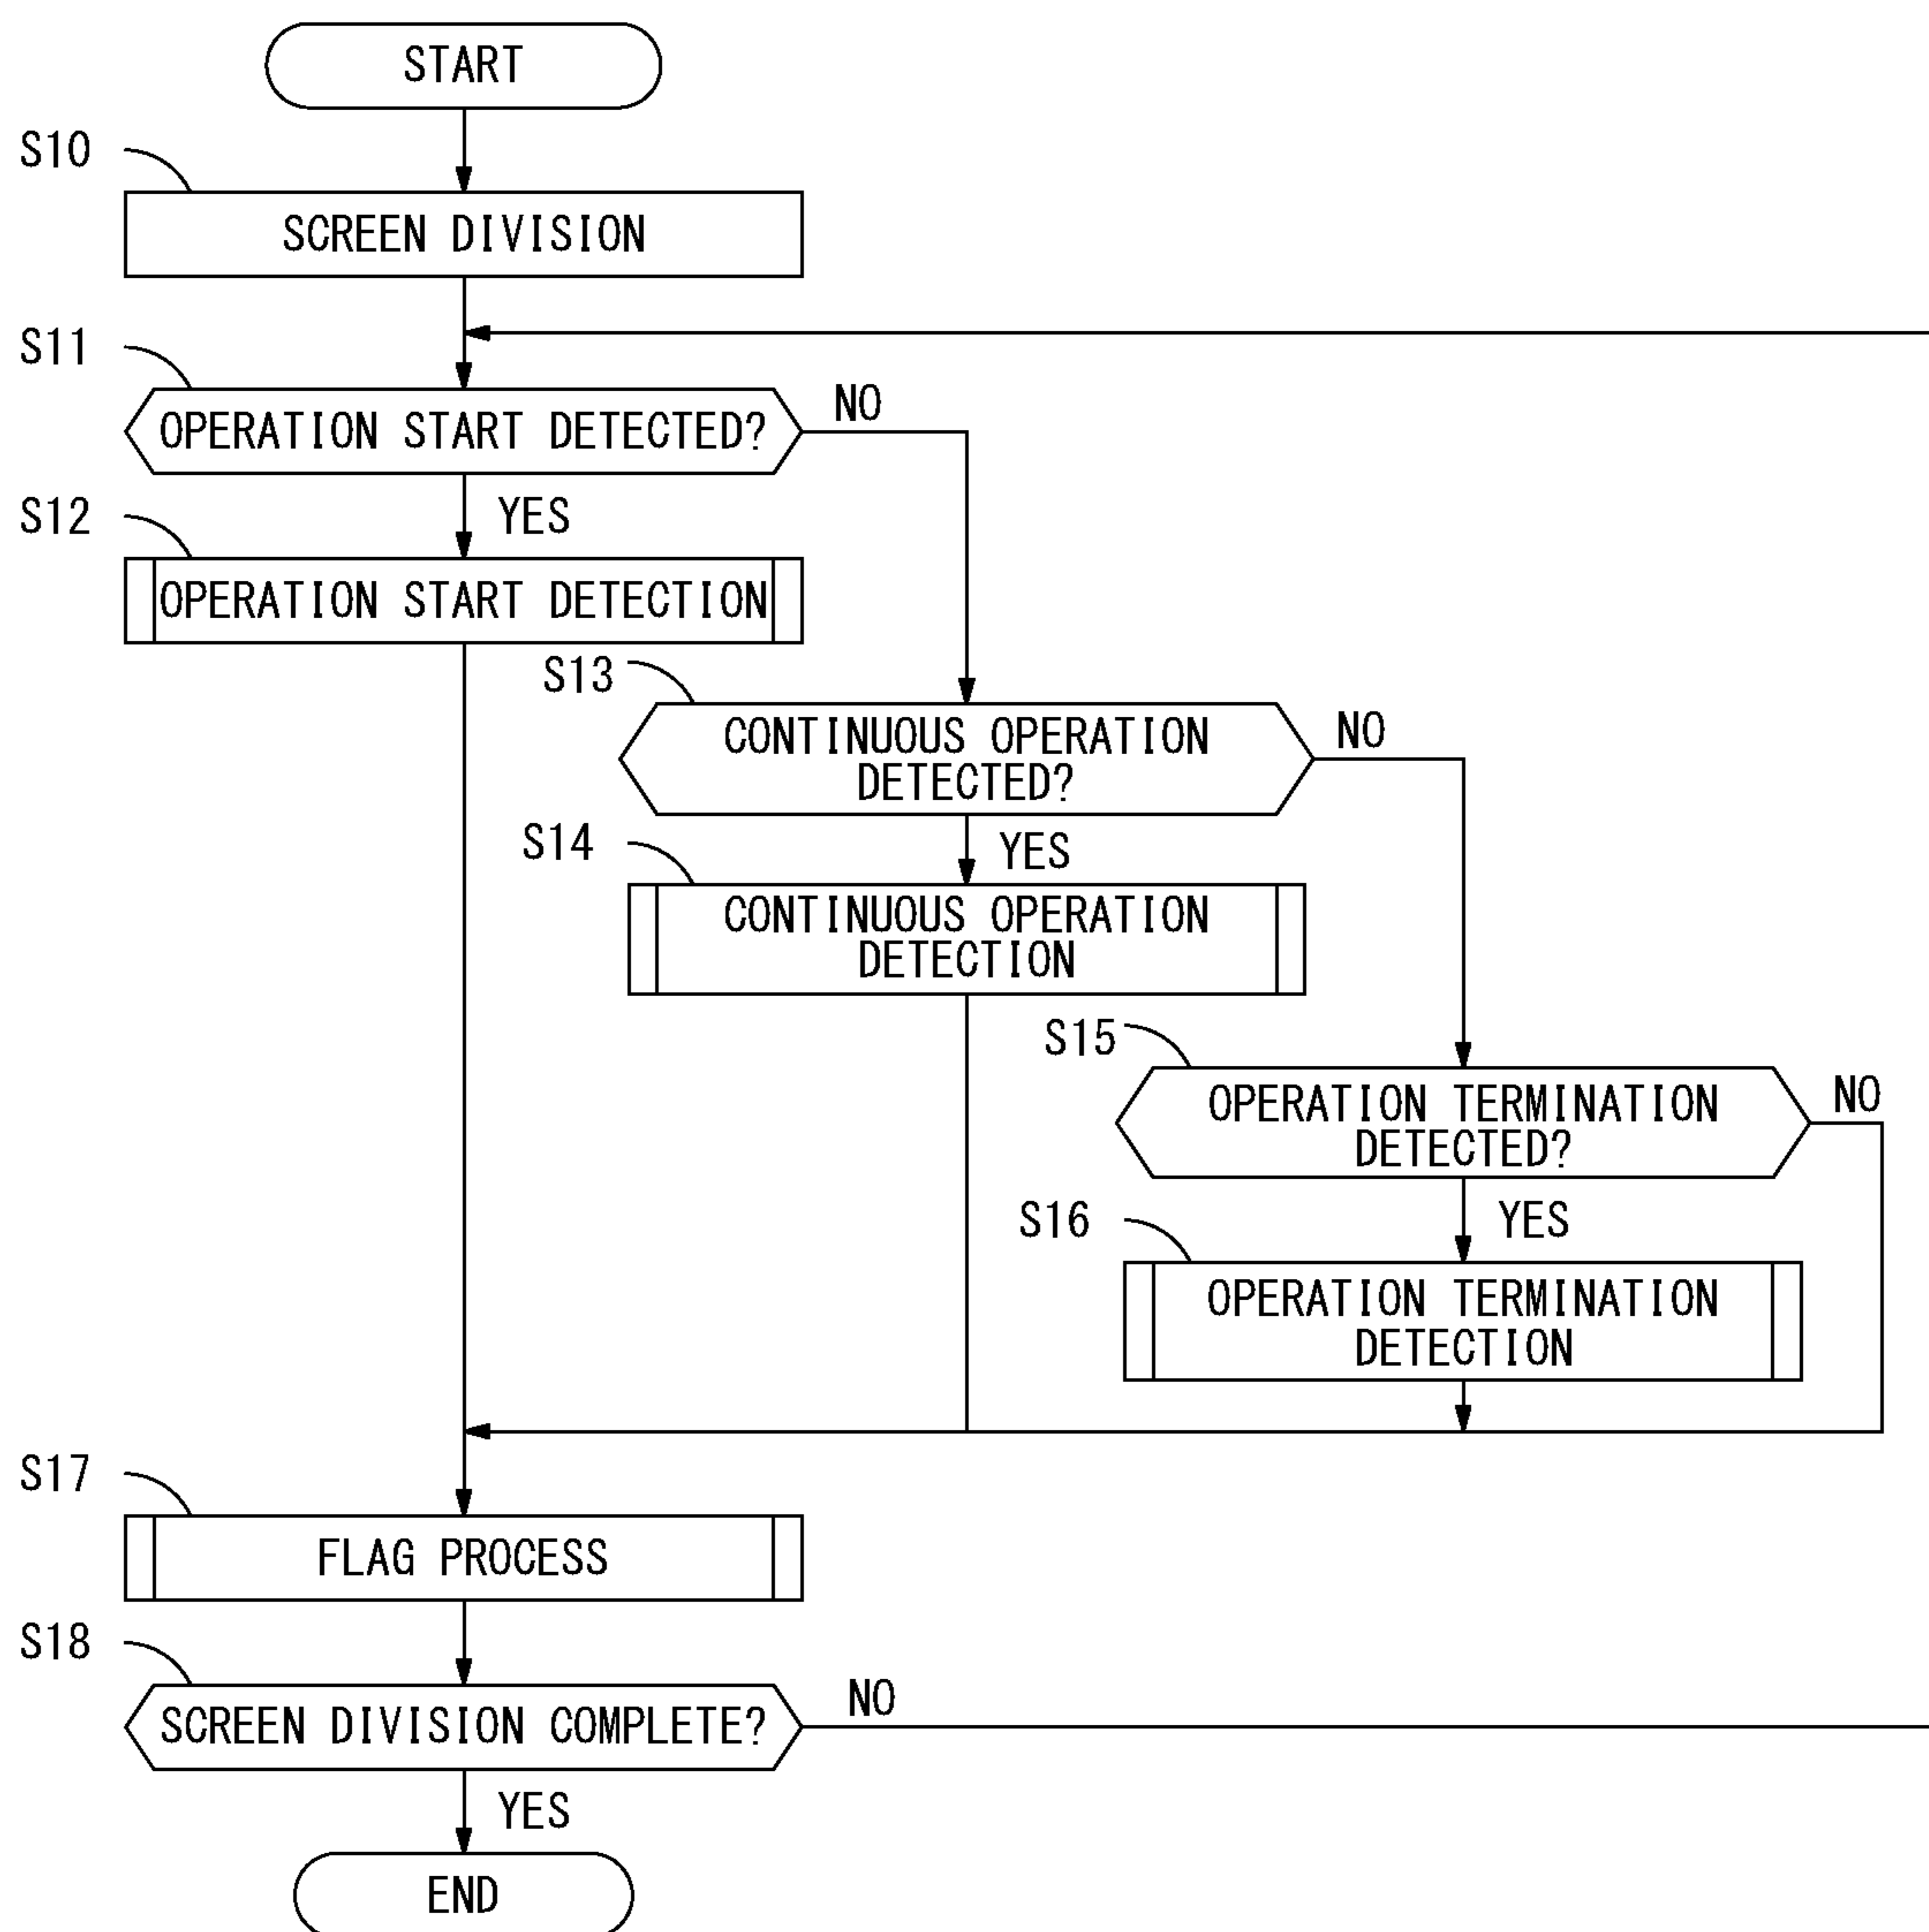 START
S10
SCREEN DIVISION
S11
OPERATION START DETECTED?
NO
YES
S12
OPERATION START DETECTION
S13
CONTINUOUS OPERATION
DETECTED?
NO
YES
S14
CONTINUOUS OPERATION
DETECTION
S15
OPERATION TERMINATION
DETECTED?
NO
YES
S16
OPERATION TERMINATION
DETECTION
S17
FLAG PROCESS
S18
SCREEN DIVISION COMPLETE?
NO
YES
END